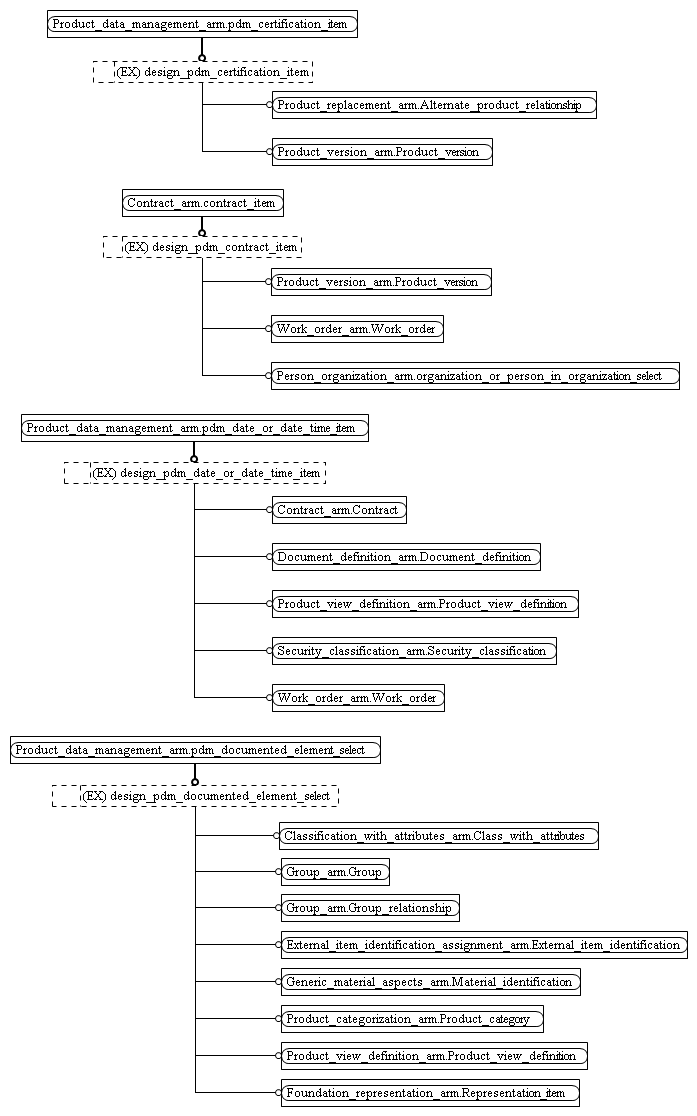 Product_data_management_arm.pdm_certification_item
(EX) design_pdm_certification_item
Product_replacement_arm.Alternate_product_relationship
Product_version_arm.Product_version
Contract_arm.contract_item
(EX) design_pdm_contract_item
Product_version_arm.Product_version
Work_order_arm.Work_order
Person_organization_arm.organization_or_person_in_organization_select
Product_data_management_arm.pdm_date_or_date_time_item
(EX) design_pdm_date_or_date_time_item
Contract_arm.Contract
Document_definition_arm.Document_definition
Product_view_definition_arm.Product_view_definition
Security_classification_arm.Security_classification
Work_order_arm.Work_order
Product_data_management_arm.pdm_documented_element_select
(EX) design_pdm_documented_element_select
Classification_with_attributes_arm.Class_with_attributes
Group_arm.Group
Group_arm.Group_relationship
External_item_identification_assignment_arm.External_item_identification
Generic_material_aspects_arm.Material_identification
Product_categorization_arm.Product_category
Product_view_definition_arm.Product_view_definition
Foundation_representation_arm.Representation_item